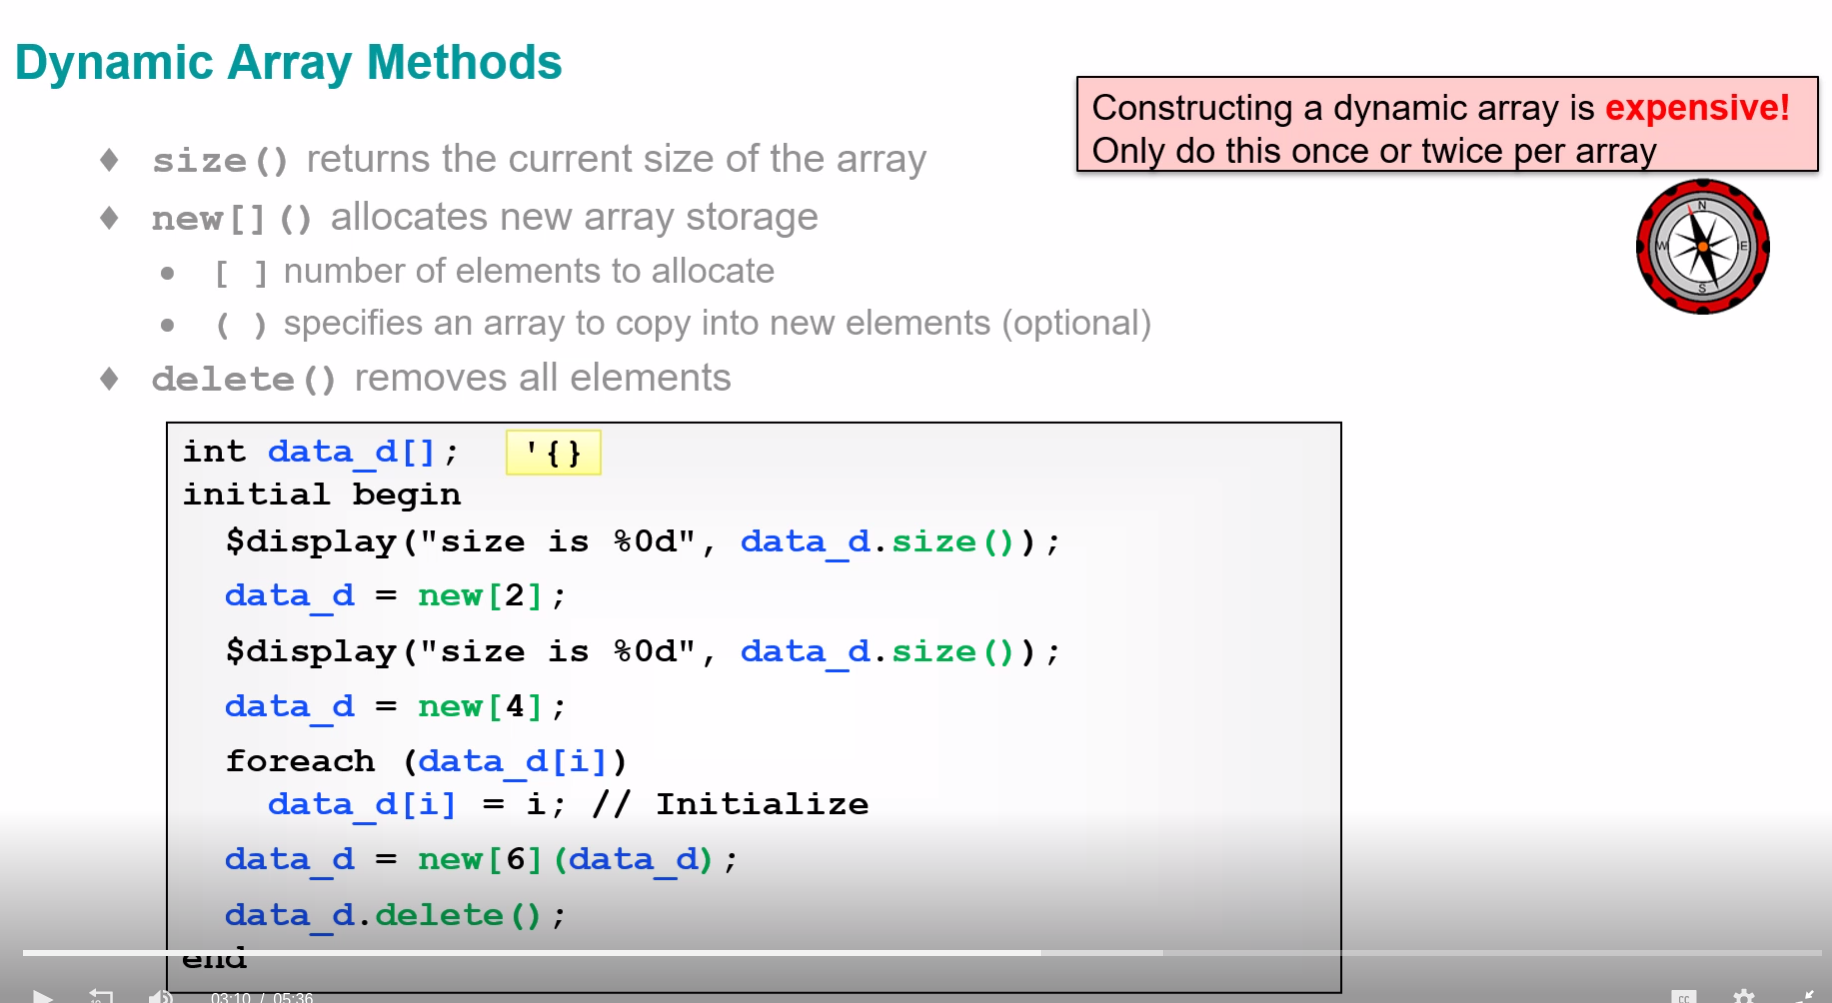 Dynamic Array Methods
Constructing a dynamic array is expensive!
Only do this once or twice per array
♦ size() returns the current size of the array
♦ new[]() allocates new array storage
• [ ] number of elements to allocate
• ( ) specifies an array to copy into new elements (optional)
♦ delete() removes all elements
N
W E
S
int data_d[]; '{}
initial begin
$display("size is %0d", data_d.size());
data_d = new[2];
$display("size is %0d", data_d.size());
data_d = new[4];
foreach (data_d[i])
data_d[i] = i; // Initialize
data_d = new[6](data_d);
data_d.delete();
end
03:10 / 05:36
CC